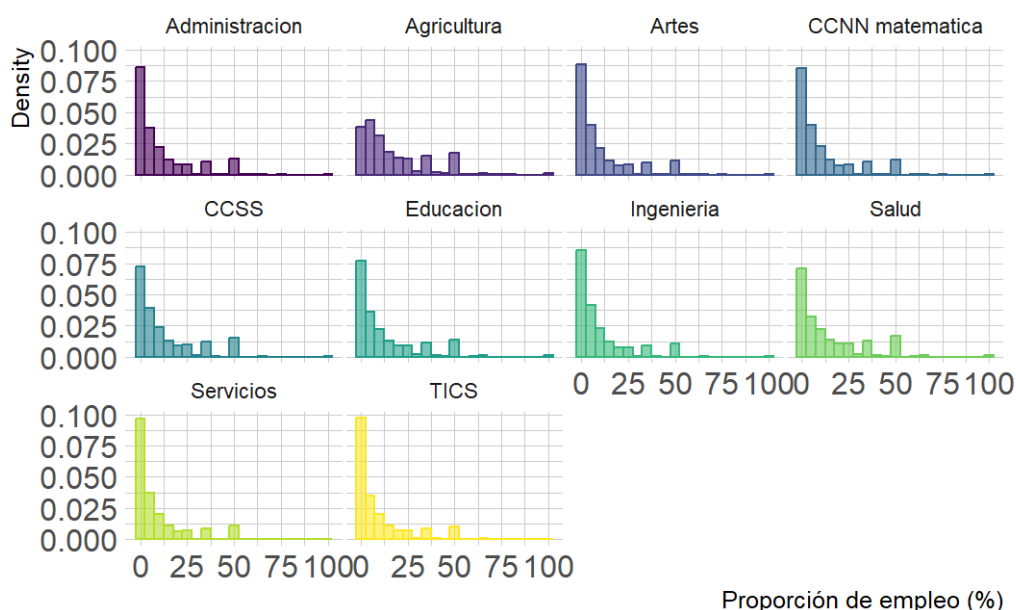 Administracion Agricultura Artes CCNN matematica
Density
0.100
0.075
0.050
0.025
0.000
CCSS Educacion Ingenieria Salud
0.100
0.075
0.050
0.025
0.000
0 25 50 75 100 0 25 50 75 100
Servicios TICS
0.100
0.075
0.050
0.025
0.000
0 25 50 75 100 0 25 50 75 100
Proporción de empleo (%)